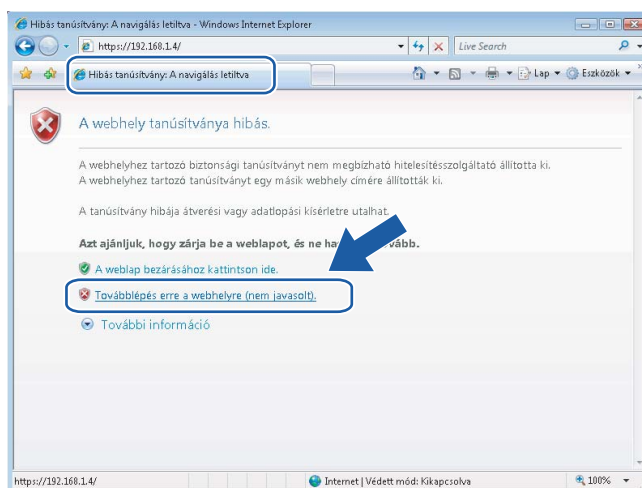 Hibás tanúsítvány: A navigálás letiltva - Windows Internet Explorer
https://192.168.1.4/
Live Search
Hibás tanúsítvány: A navigálás letiltva
Lap
Eszközök
A webhely tanúsítványa hibás.
A webhelyhez tartozó biztonsági tanúsítványt nem megbízható hitelesítésszolgáltató állította ki.
A webhelyhez tartozó tanúsítványt egy másik webhely címére állították ki.
A tanúsítvány hibája átverési vagy adatlopási kísérletre utalhat.
Azt ajánljuk, hogy zárja be a weblapot, és ne
A weblap bezárásához kattintson ide.
Továbblépés erre a webhelyre (nem javasolt).
További információ
https://192.168.1.4/
Internet | Védett mód: Kikapcsolva
100%